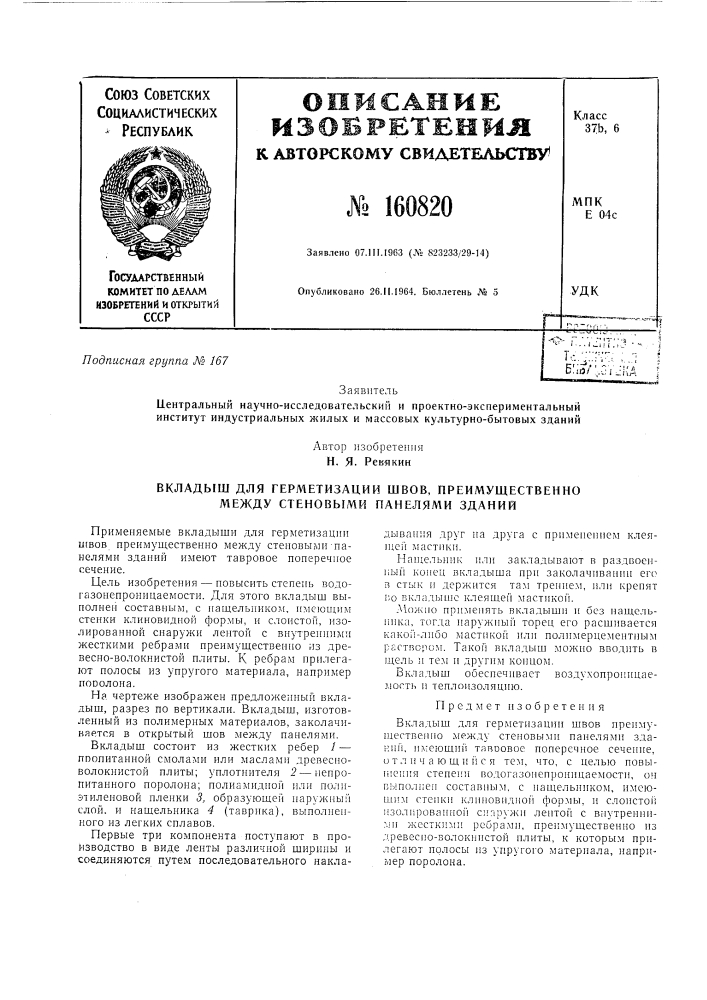 Союз Советских
Социалистических
Республик
Государственный
комитет по делам
изобретений и открытий
СССР
ОПИСАНИЕ
ИЗОБРЕТЕНИЯ
К АВТОРСКОМУ СВИДЕТЕЛЬСТВУ
№ 160820
Заявлено 07.III.1963 (№ 823233/29-14)
Опубликовано 26.II.1964. Бюллетень № 5
Класс
37b, 6
МПК
E 04c
УДК
Подписная группа № 167
Заявитель
Центральный научно-исследовательский и проектно-экспериментальный
институт индустриальных жилых и массовых культурно-бытовых зданий
Автор изобретения
Н. Я. Ревякин
ВКЛАДЫШ ДЛЯ ГЕРМЕТИЗАЦИИ ШВОВ, ПРЕИМУЩЕСТВЕННО
МЕЖДУ СТЕНОВЫМИ ПАНЕЛЯМИ ЗДАНИЙ
Применяемые вкладыши для герметизации
швов преимущественно между стеновыми па-
нелями зданий имеют тавровое поперечное
сечение.
Цель изобретения — повысить степень водо-
газонепроницаемости. Для этого вкладыш вы-
полнен составным, с нащельником, имеющим
стенки клиновидной формы, и слоистой, изо-
лированной снаружи лентой с внутренними
жесткими ребрами преимущественно из дре-
весно-волокнистой плиты. К ребрам прилега-
ют полосы из упругого материала, например
поролона.
На чертеже изображен предложенный вкла-
дыш, разрез по вертикали. Вкладыш, изготов-
ленный из полимерных материалов, заколачи-
вается в открытый шов между панелями.
Вкладыш состоит из жестких ребер 1 —
пропитанной смолами или маслами древесно-
волокнистой плиты; уплотнителя 2 — непро-
питанного поролона; полиамидной или поли-
этиленовой пленки 3, образующей наружный
слой. и нащельника 4 (таврика), выполнен-
ного из легких сплавов.
Первые три компонента поступают в про-
изводство в виде ленты различной ширины и
соединяются путем последовательного накла-
дывания друг на друга с применением клея-
щей мастики.
Нащельник или закладывают в раздвоен-
ный конец вкладыша при заколачивании его
в стык и держится там трением, или крепят
ко вкладышс клеящей мастикой.
Можно применять вкладыши и без нащель-
ника, тогда наружный торец его расшивается
какой-либо мастикой или полимерцементным
раствором. Такой вкладыш можно вводить в
щель и тем и другим концом.
Вкладыш обеспечивает воздухопроницае-
мость и теплоизоляцию.
Предмет изобретения
Вкладыш для герметизации швов преиму-
щественно между стеновыми панелями зда-
ний, имеющий тавровое поперечное сечение,
отличающийся тем, что, с целью повы-
шения степени водогазонепроницаемости, он
выполнен составным, с нащельником, имею-
щим стенки клиновидной формы, и слоистой
изолированной снаружи лентой с внутренни-
ми жесткими ребрами, преимущественно из
древесно-волокнистой плиты, к которым при-
легают полосы из упругого материала, напри-
мер поролона.